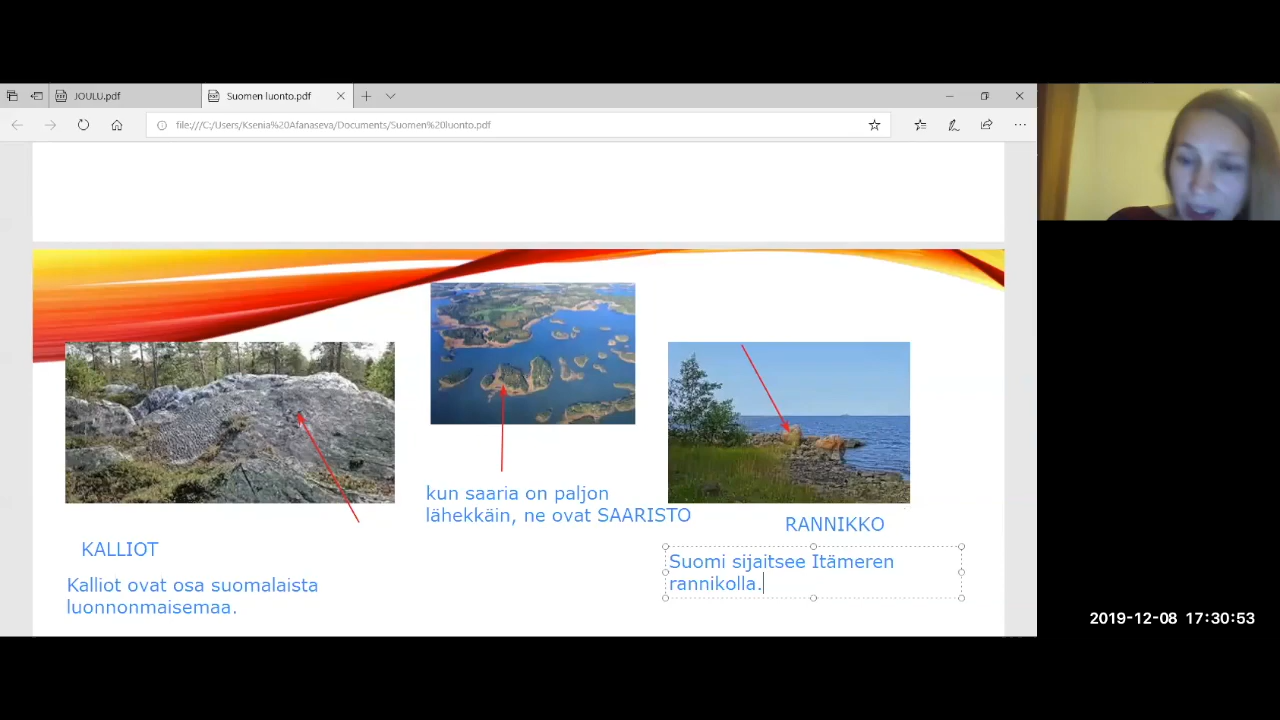 JOULU.pdf
Suomen luonto.pdf
file:///C:/Users/Ksenia%20Afanaseva/Documents/Suomen%20luonto.pdf
kun saaria on paljon
lähekkäin, ne ovat SAARISTO
KALLIOT
Kalliot ovat osa suomalaista
luonnonmaisemaa.
RANNIKKO
Suomi sijaitsee Itämeren
rannikolla.
2019-12-08 17:30:53